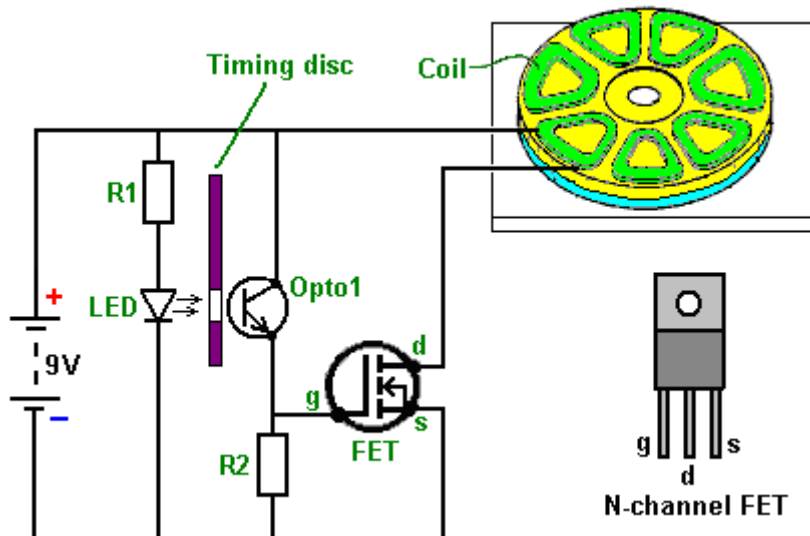 Timing disc
Coil
R1
LED
Opto1
+
9V
−
d
g
s
FET
R2
g
d
s
N-channel FET